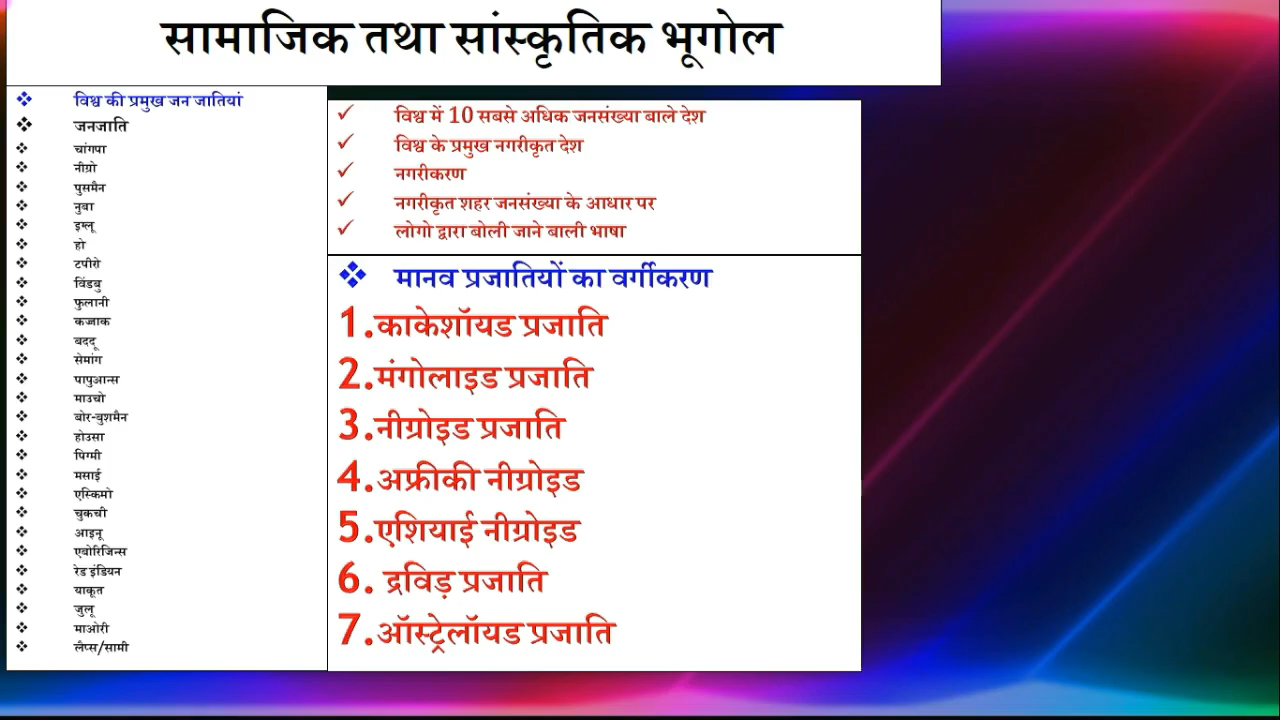 सामाजिक तथा सांस्कृतिक भूगोल
विश्व की प्रमुख जन जातियां
जनजाति
चांगपा
नीग्रो
पुसमैन
नुबा
इग्लू
हो
टपीरो
विंडबु
फुलानी
कज्जाक
बददू
सेमांग
पापुआन्स
माउचो
बोर-बुशमैन
होउसा
पिग्मी
मसाई
एस्किमो
चुकची
आइनू
एबोरिजिन्स
रेड इंडियन
याकूत
जुलू
माओरी
लैप्स/सामी
विश्व में 10 सबसे अधिक जनसंख्या बाले देश
विश्व के प्रमुख नगरीकृत देश
नगरीकरण
नगरीकृत शहर जनसंख्या के आधार पर
लोगो द्वारा बोली जाने बाली भाषा
मानव प्रजातियों का वर्गीकरण
1.काकेशॉयड प्रजाति
2.मंगोलाइड प्रजाति
3.नीग्रोइड प्रजाति
4.अफ्रीकी नीग्रोइड
5.एशियाई नीग्रोइड
6. द्रविड़ प्रजाति
7.ऑस्ट्रेलॉयड प्रजाति